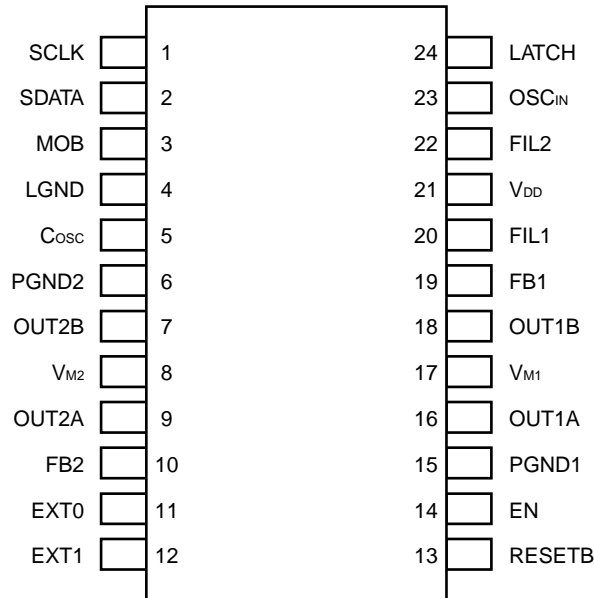 SCLK 1 24 LATCH
SDATA 2 23 OSCIN
MOB 3 22 FIL2
LGND 4 21 VDD
COSC 5 20 FIL1
PGND2 6 19 FB1
OUT2B 7 18 OUT1B
VM2 8 17 VM1
OUT2A 9 16 OUT1A
FB2 10 15 PGND1
EXT0 11 14 EN
EXT1 12 13 RESETB